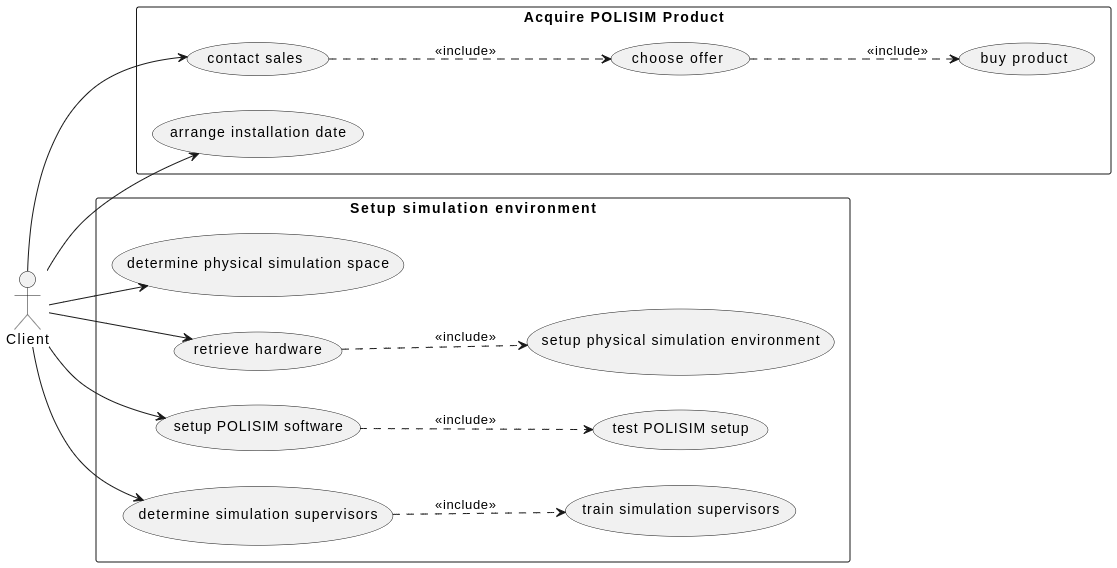 Acquire POLISIM Product
contact sales
«include»
choose offer
«include»
buy product
arrange installation date
Setup simulation environment
determine physical simulation space
Client
retrieve hardware
«include»
setup physical simulation environment
setup POLISIM software
«include»
test POLISIM setup
determine simulation supervisors
«include»
train simulation supervisors